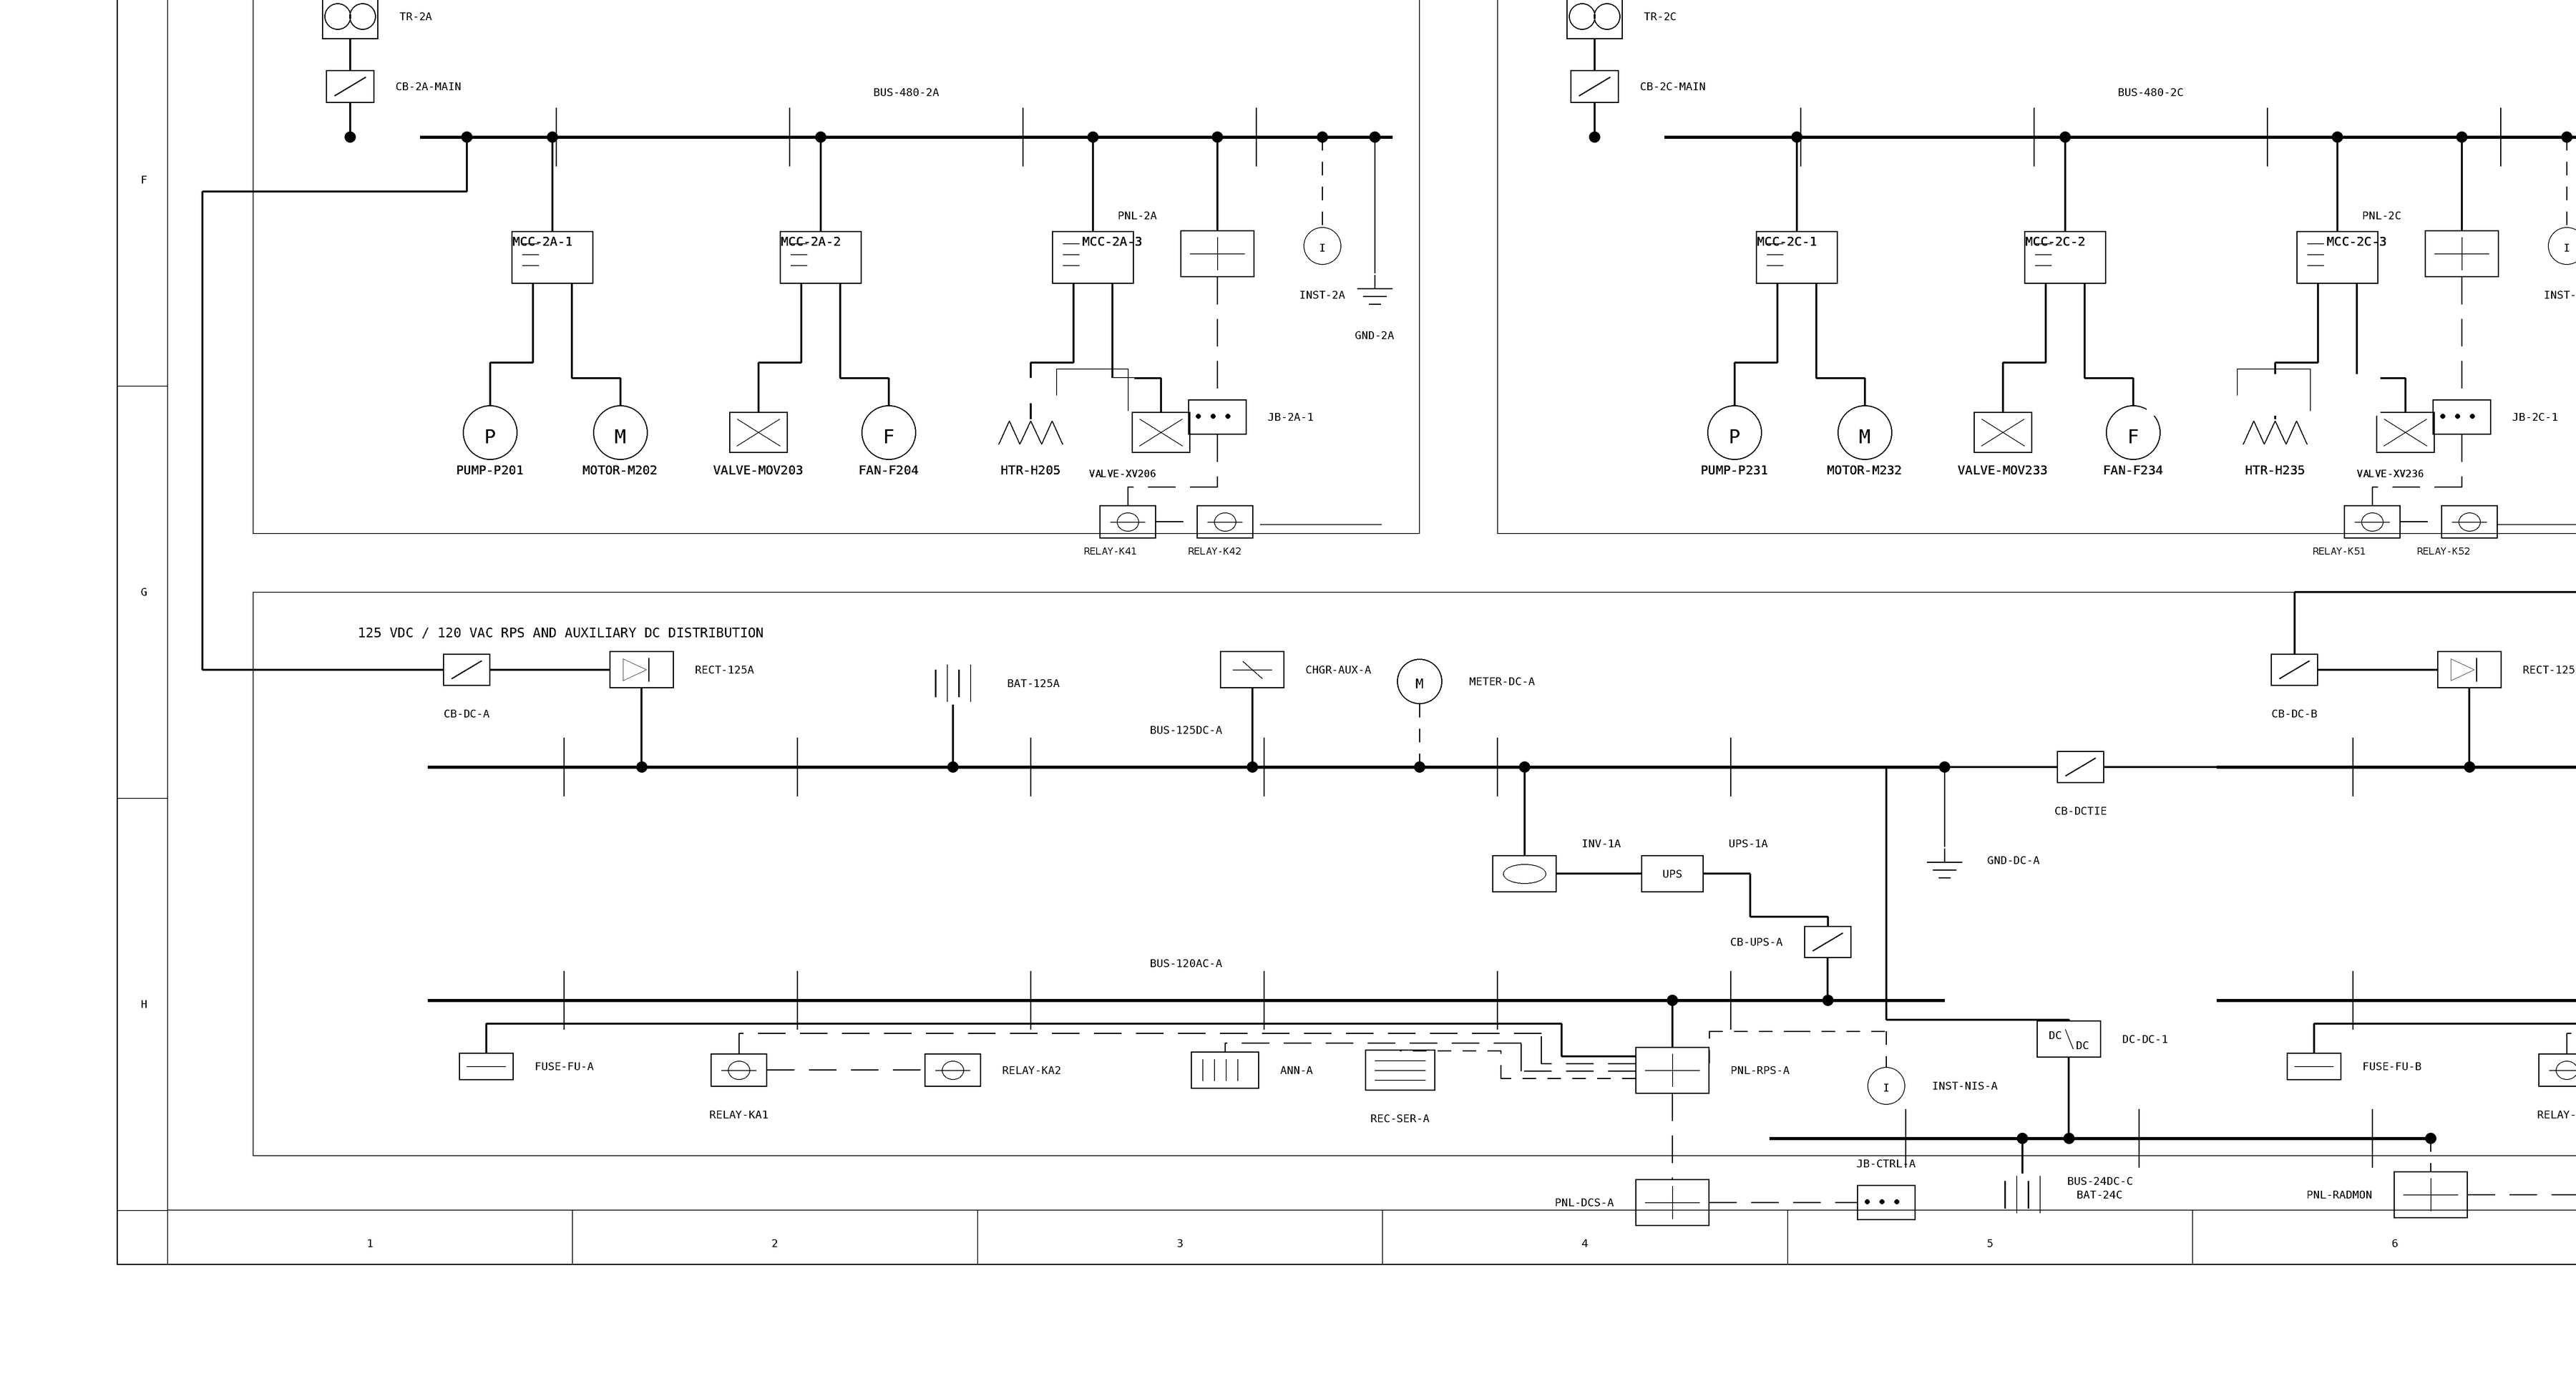 TR-2A
TR-2C
CB-2A-MAIN
BUS-480-2A
CB-2C-MAIN
BUS-480-2C
F
PNL-2A
PNL-2C
MCC-2A-1
MCC-2A-2
MCC-2A-3
I
MCC-2C-1
MCC-2C-2
MCC-2C-3
I
INST-2A
INST-
GND-2A
JB-2A-1
JB-2C-1
P
M
F
P
M
F
PUMP-P201
MOTOR-M202
VALVE-MOV203
FAN-F204
HTR-H205
VALVE-XV206
PUMP-P231
MOTOR-M232
VALVE-MOV233
FAN-F234
HTR-H235
VALVE-XV236
RELAY-K41
RELAY-K42
RELAY-K51
RELAY-K52
G
125 VDC / 120 VAC RPS AND AUXILIARY DC DISTRIBUTION
RECT-125A
BAT-125A
CHGR-AUX-A
M
METER-DC-A
RECT-125
CB-DC-A
CB-DC-B
BUS-125DC-A
CB-DCTIE
INV-1A
UPS-1A
GND-DC-A
UPS
CB-UPS-A
BUS-120AC-A
H
DC
DC
DC-DC-1
FUSE-FU-A
RELAY-KA2
ANN-A
PNL-RPS-A
I
INST-NIS-A
FUSE-FU-B
RELAY-KA1
REC-SER-A
RELAY-
JB-CTRL-A
BUS-24DC-C
BAT-24C
PNL-DCS-A
PNL-RADMON
1
2
3
4
5
6